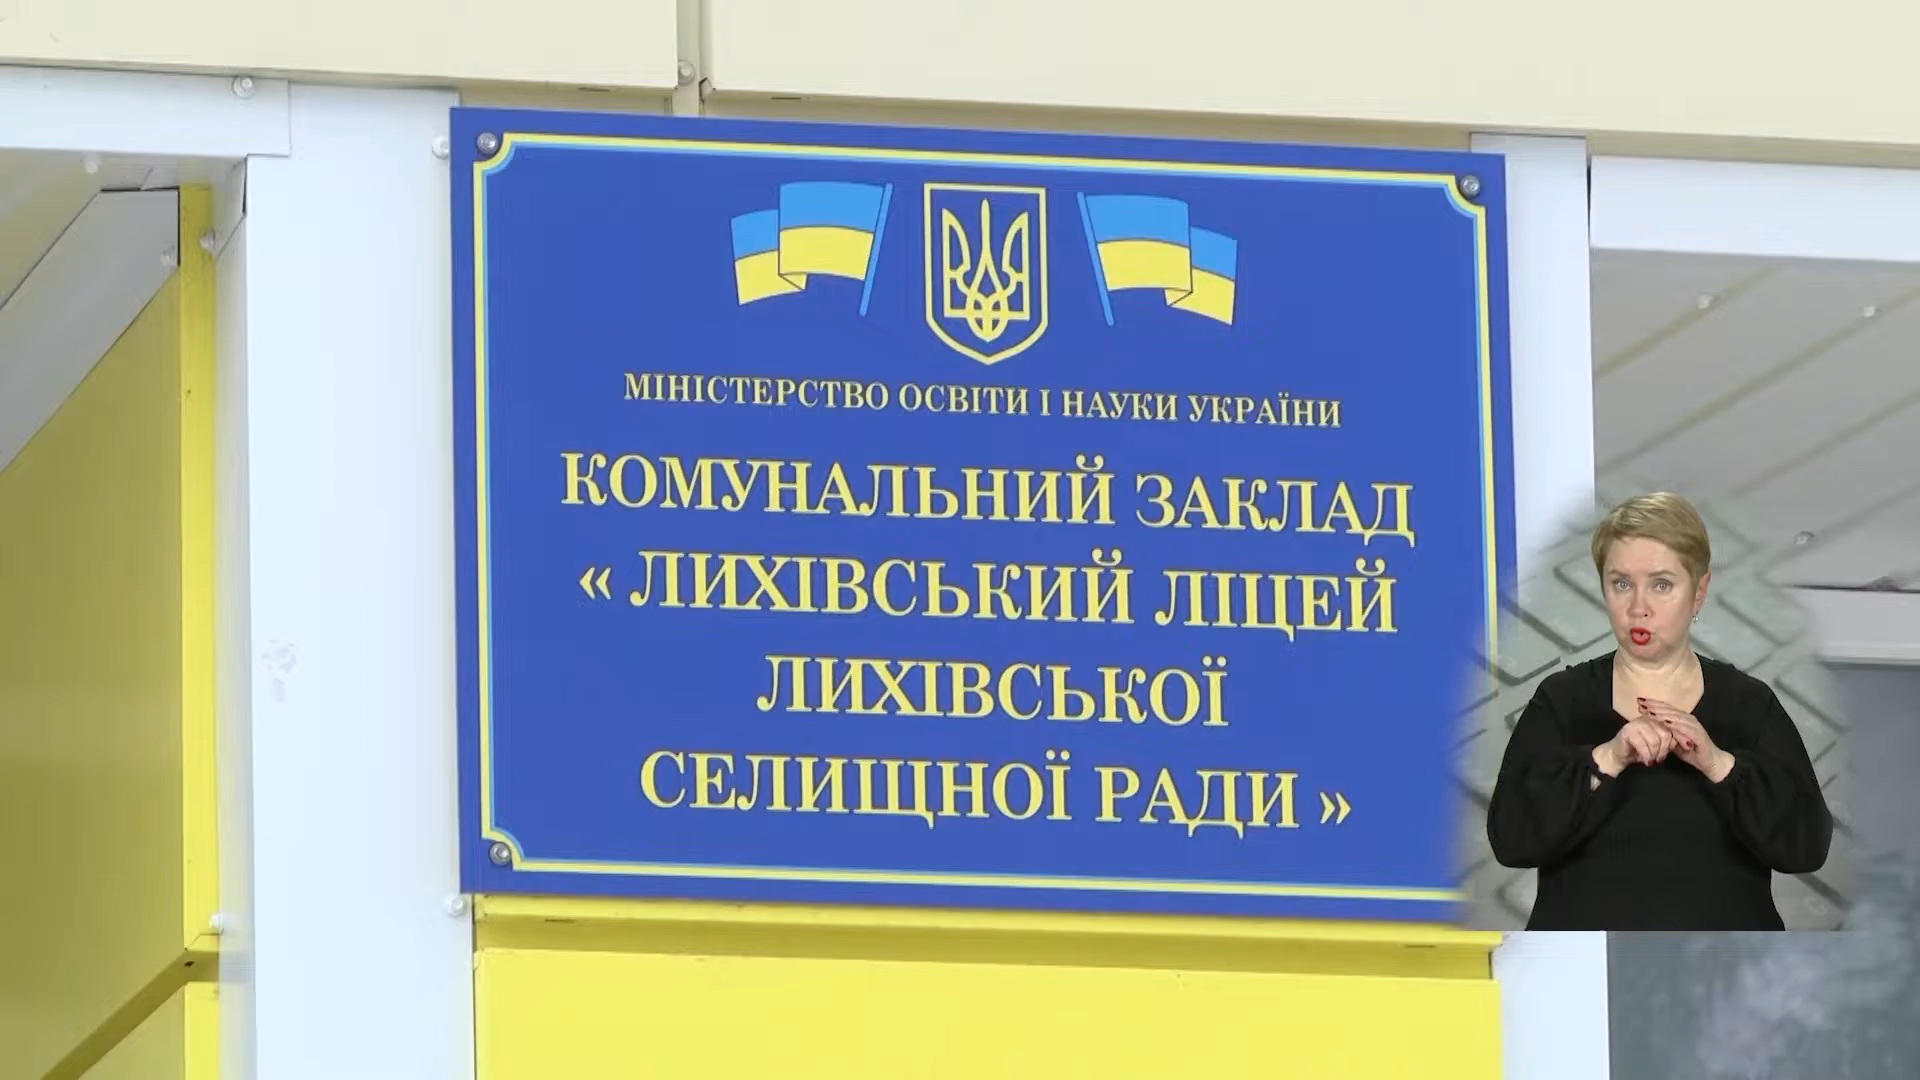 МІНІСТЕРСТВО ОСВІТИ І НАУКИ УКРАЇНИ
КОМУНАЛЬНИЙ ЗАКЛАД
« ЛИХІВСЬКИЙ ЛІЦЕЙ
ЛИХІВСЬКОЇ
СЕЛИЩНОЇ РАДИ »